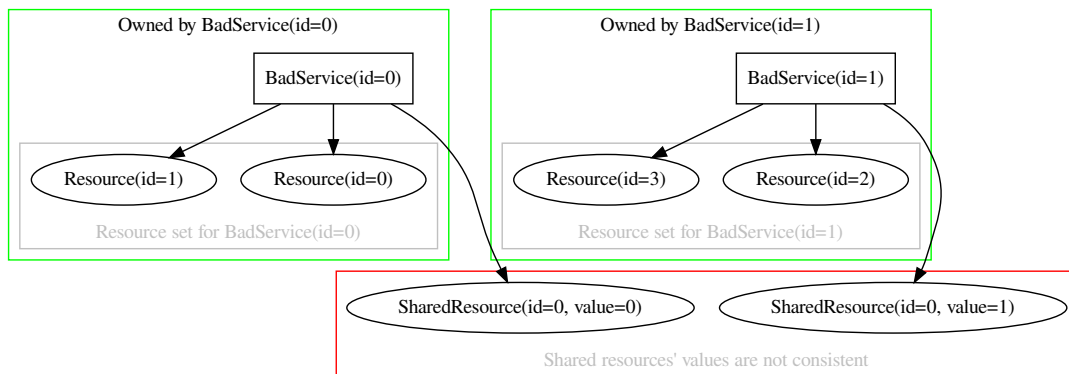 Owned by BadService(id=0)
BadService(id=0)
Resource(id=1)
Resource(id=0)
Resource set for BadService(id=0)
Owned by BadService(id=1)
BadService(id=1)
Resource(id=3)
Resource(id=2)
Resource set for BadService(id=1)
SharedResource(id=0, value=0)
SharedResource(id=0, value=1)
Shared resources' values are not consistent